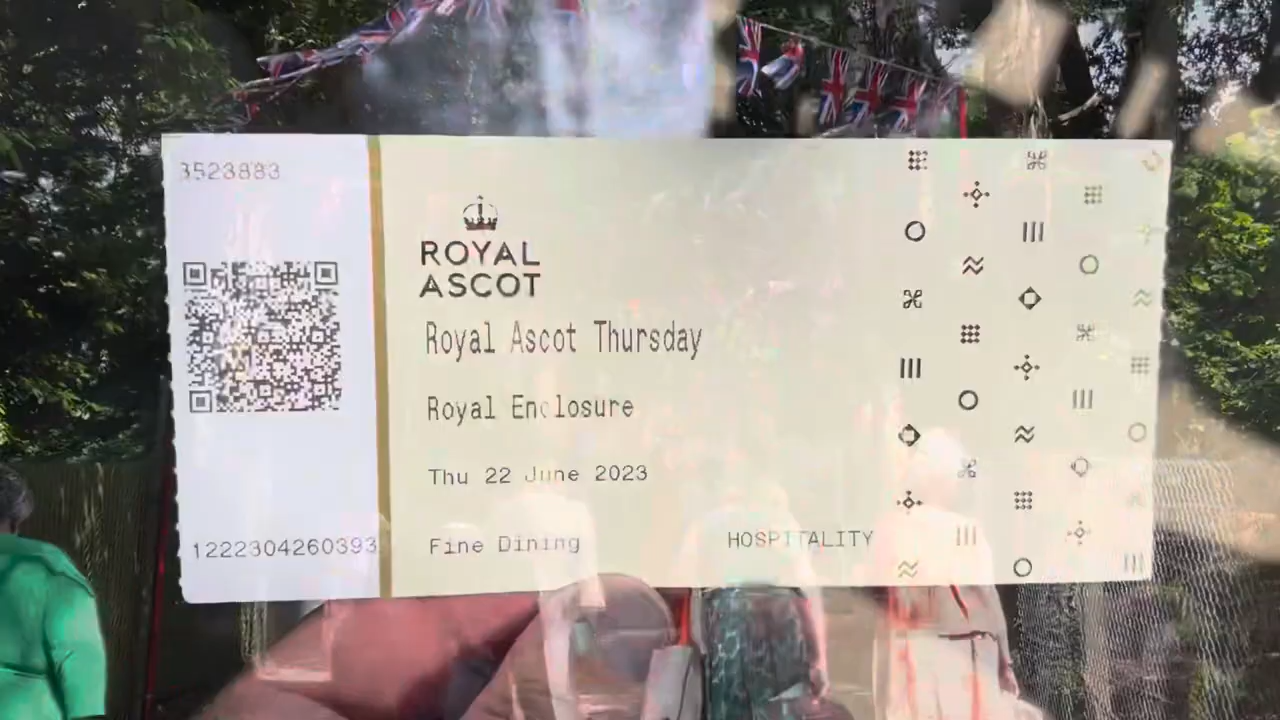 3523883
ROYAL
ASCOT
Royal Ascot Thursday
Royal Enclosure
Thu 22 June 2023
1222304260393
Fine Dining
HOSPITALITY